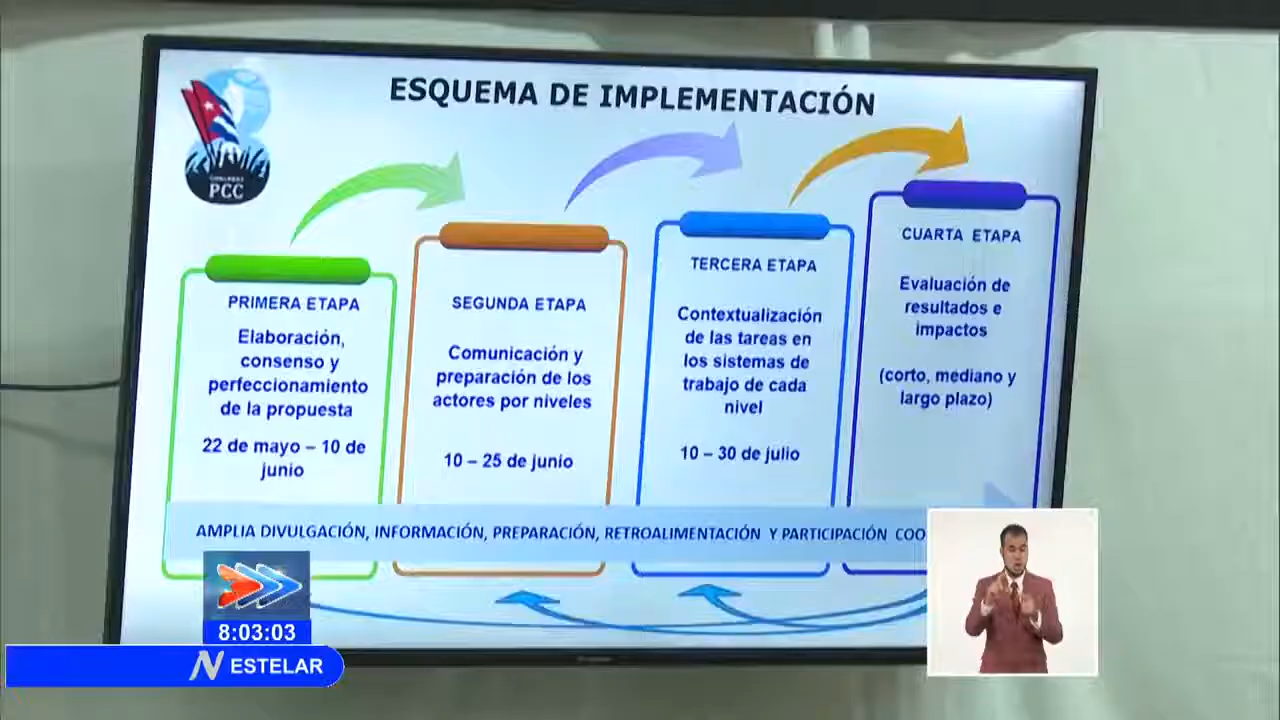 ESQUEMA DE IMPLEMENTACIÓN
CONGRESO
PCC
PRIMERA ETAPA
Elaboración,
consenso y
perfeccionamiento
de la propuesta
22 de mayo – 10 de
junio
SEGUNDA ETAPA
Comunicación y
preparación de los
actores por niveles
10 – 25 de junio
TERCERA ETAPA
Contextualización
de las tareas en
los sistemas de
trabajo de cada
nivel
10 – 30 de julio
CUARTA ETAPA
Evaluación de
resultados e
impactos
(corto, mediano y
largo plazo)
AMPLIA DIVULGACIÓN, INFORMACIÓN, PREPARACIÓN, RETROALIMENTACIÓN Y PARTICIPACIÓN COO
8:03:03
N ESTELAR